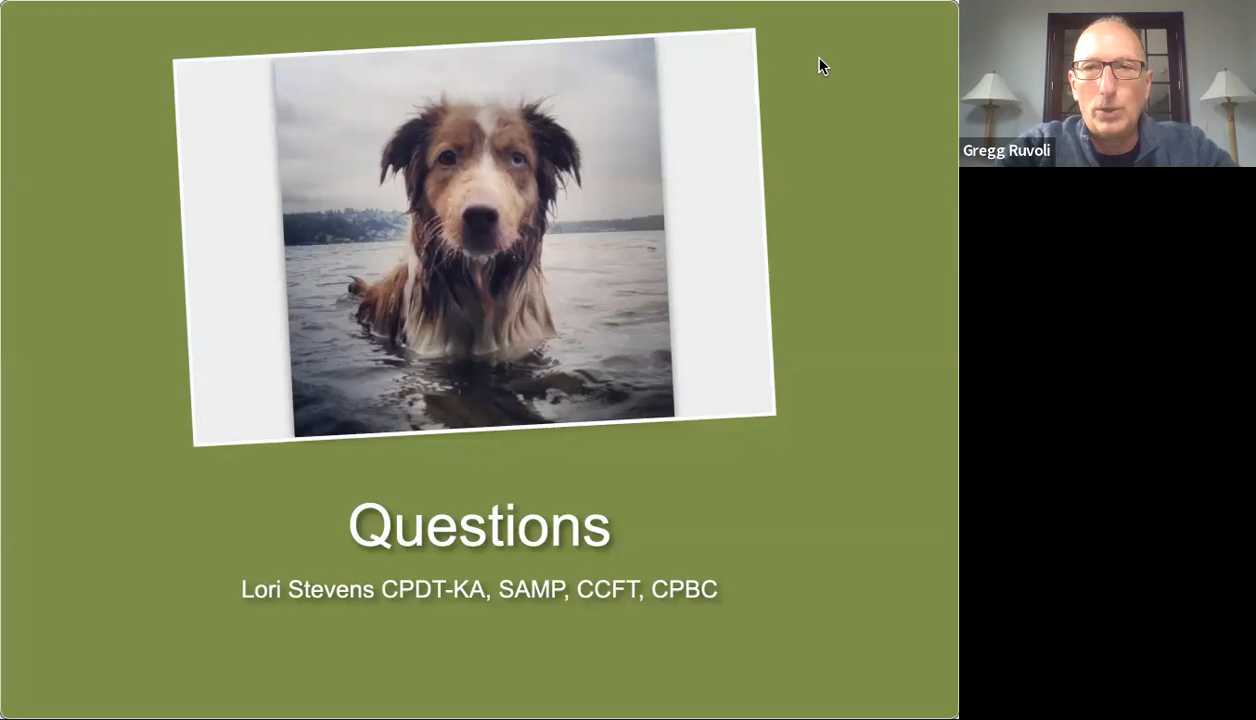 Gregg Ruvoli
Questions
Lori Stevens CPDT-KA, SAMP, CCFT, CPBC